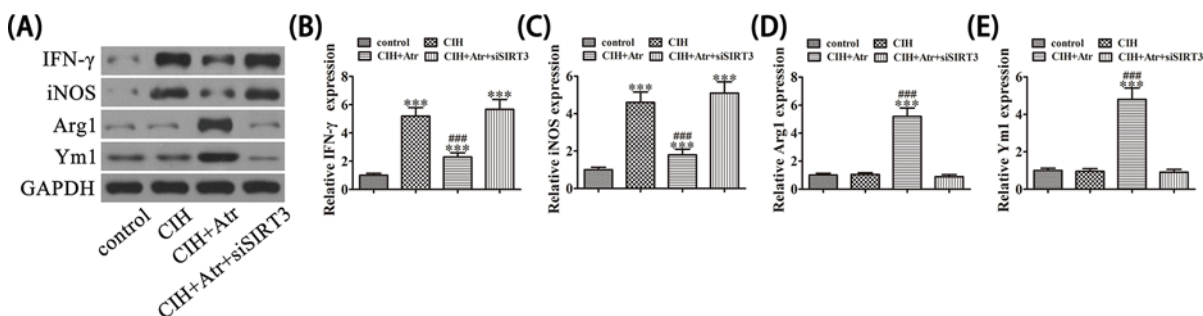 (A)
IFN-γ
iNOS
Arg1
Ym1
GAPDH
control
CIH
CIH+Atr
CIH+Atr+siSIRT3
(B)
control CIH
CIH+Atr CIH+Atr+siSIRT3
Relative IFN-γ expression
8
6
4
2
0
***
###
***
***
(C)
control CIH
CIH+Atr CIH+Atr+siSIRT3
Relative iNOS expression
6
4
2
0
***
###
***
***
(D)
control CIH
CIH+Atr CIH+Atr+siSIRT3
Relative Arg1 expression
8
6
4
2
0
###
***
(E)
control CIH
CIH+Atr CIH+Atr+siSIRT3
Relative Ym1 expression
6
4
2
0
###
***